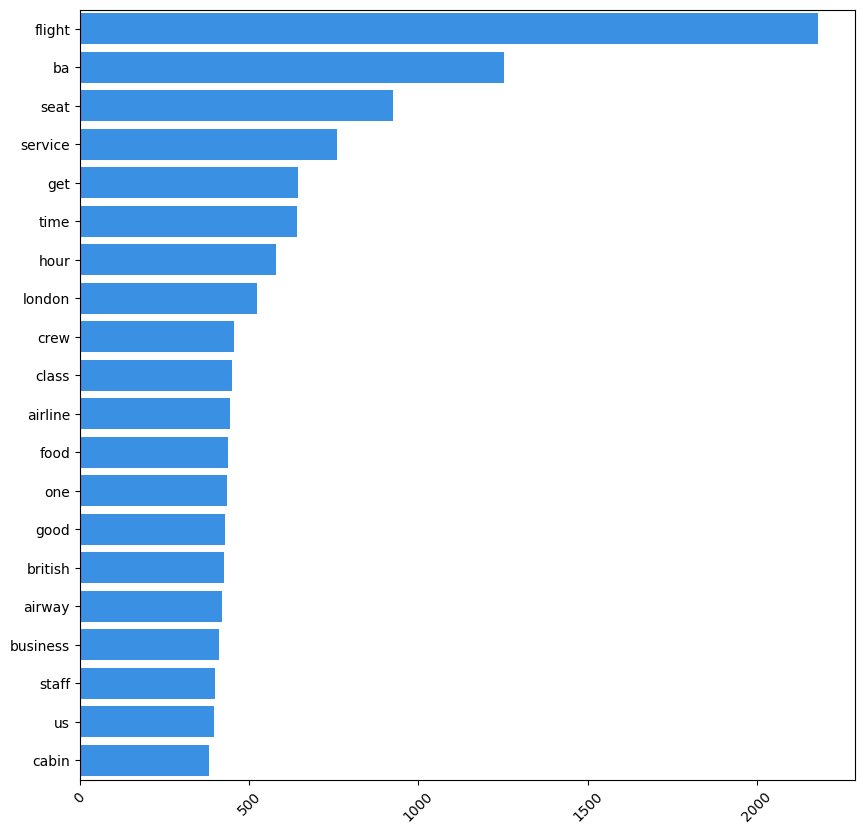 flight
ba
seat
service
get
time
hour
london
crew
class
airline
food
one
good
british
airway
business
staff
us
cabin
0
500
1000
1500
2000